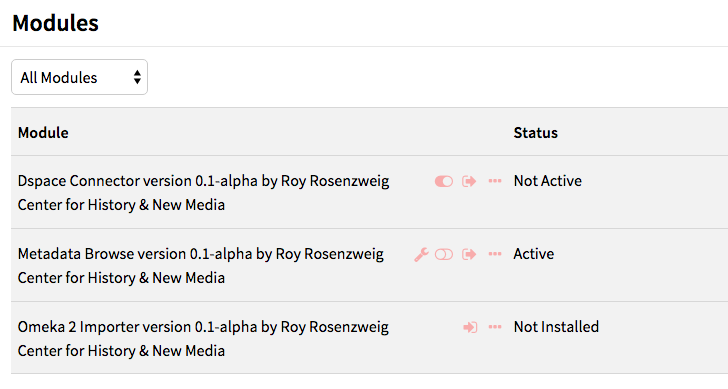 Modules
All Modules
Module Status
Dspace Connector version 0.1-alpha by Roy Rosenzweig Not Active
Center for History & New Media
Metadata Browse version 0.1-alpha by Roy Rosenzweig Active
Center for History & New Media
Omeka 2 Importer version 0.1-alpha by Roy Rosenzweig Not Installed
Center for History & New Media